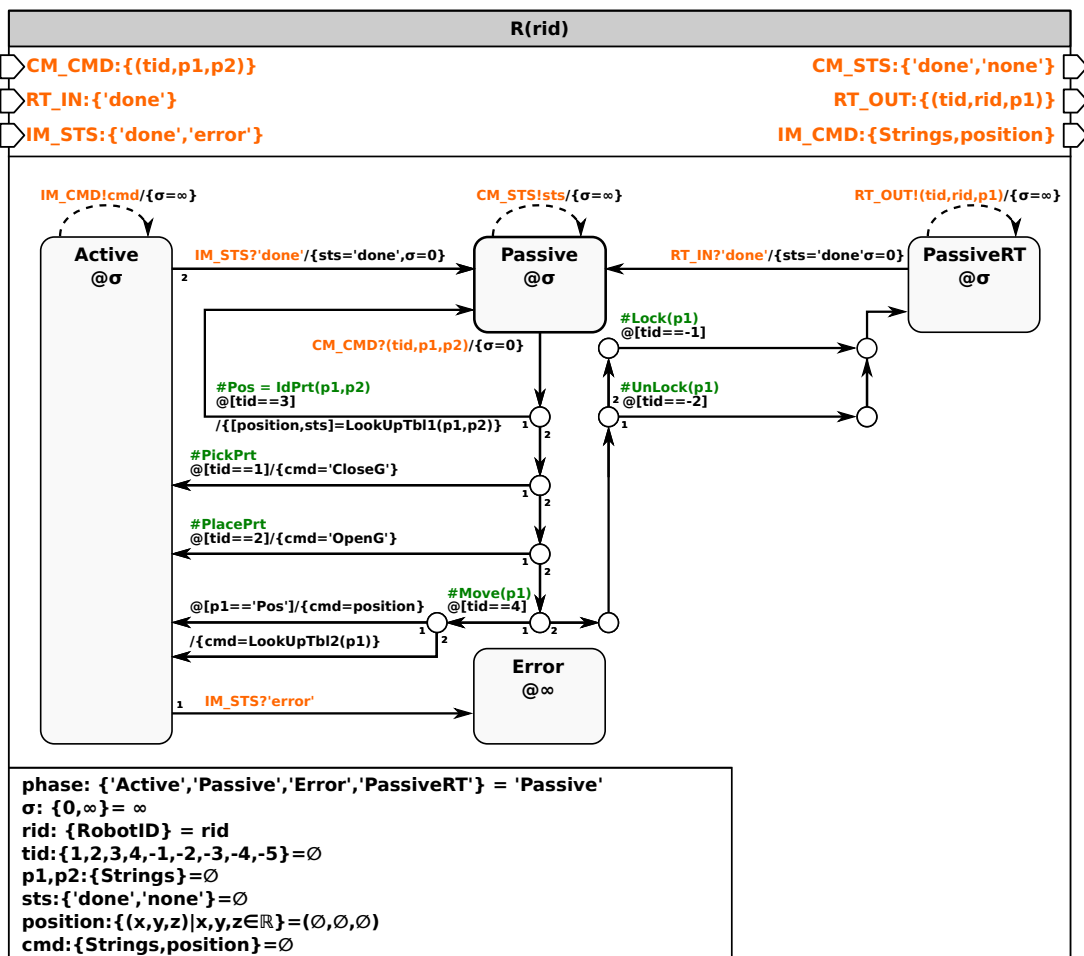 R(rid)
CM_CMD:{(tid,p1,p2)}
CM_STS:{'done','none'}
RT_IN:{'done'}
RT_OUT:{(tid,rid,p1)}
IM_STS:{'done','error'}
IM_CMD:{Strings,position}
IM_CMD!cmd/{σ=∞}
CM_STS!sts/{σ=∞}
RT_OUT!(tid,rid,p1)/{σ=∞}
Active
@σ
IM_STS?'done'/{sts='done',σ=0}
2
Passive
@σ
RT_IN?'done'/{sts='done'σ=0}
PassiveRT
@σ
CM_CMD?(tid,p1,p2)/{σ=0}
#Lock(p1)
@[tid==-1]
#Pos = IdPrt(p1,p2)
@[tid==3]
/{[position,sts]=LookUpTbl1(p1,p2)}
1
2
#UnLock(p1)
2
@[tid==-2]
1
#PickPrt
@[tid==1]/{cmd='CloseG'}
1
2
#PlacePrt
@[tid==2]/{cmd='OpenG'}
1
2
#Move(p1)
@[tid==4]
1
2
@[p1=='Pos']/{cmd=position}
1
2
/{cmd=LookUpTbl2(p1)}
1
IM_STS?'error'
Error
@∞
phase: {'Active','Passive','Error','PassiveRT'} = 'Passive'
σ: {0,∞}= ∞
rid: {RobotID} = rid
tid:{1,2,3,4,-1,-2,-3,-4,-5}=∅
p1,p2:{Strings}=∅
sts:{'done','none'}=∅
position:{(x,y,z)|x,y,z∈ℝ}=(∅,∅,∅)
cmd:{Strings,position}=∅